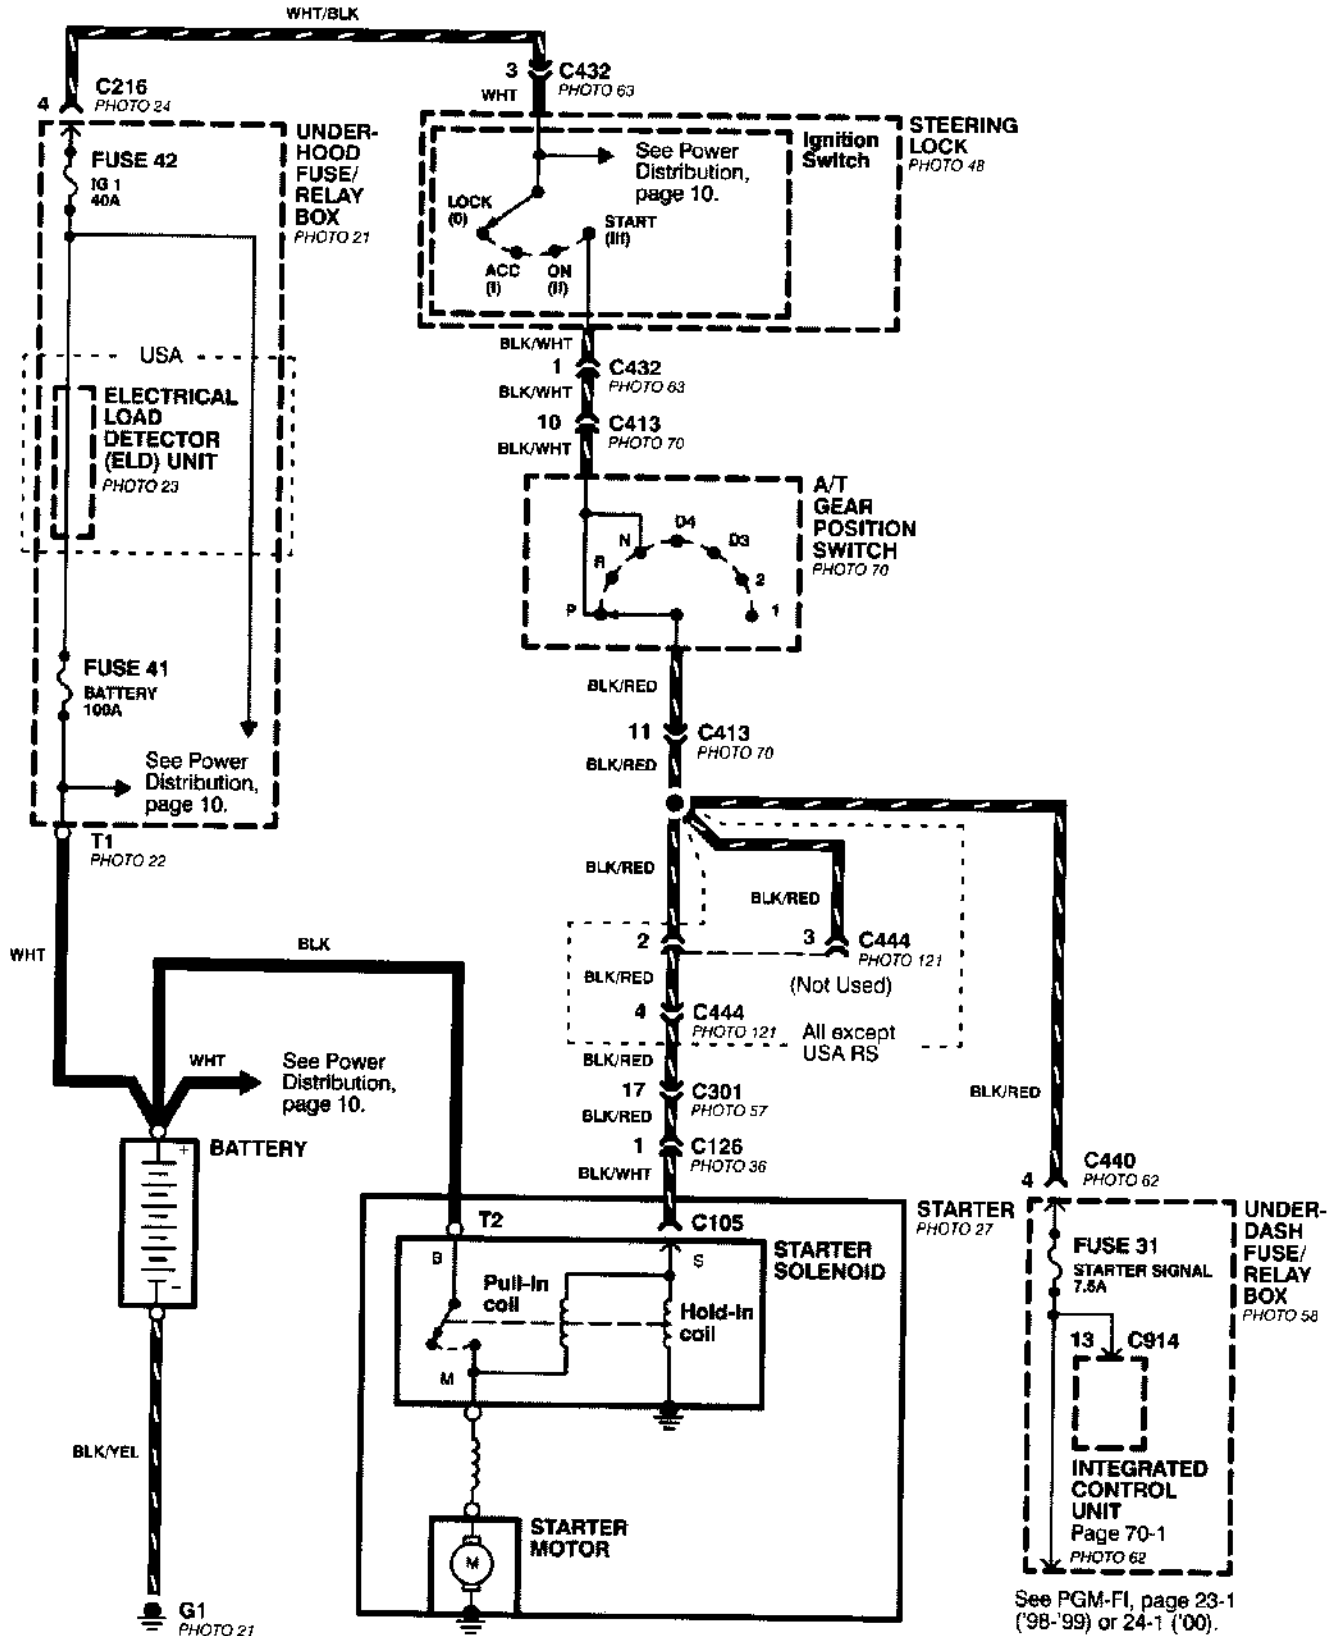 WHT/BLK
3 C432
PHOTO 63
WHT
4 C216
PHOTO 24
UNDER-
HOOD
FUSE/
RELAY
BOX
PHOTO 21
FUSE 42
IG 1
40A
STEERING
LOCK
PHOTO 48
Ignition
Switch
See Power
Distribution,
page 10.
LOCK
(0)
START
(III)
ACC
(I)
ON
(II)
BLK/WHT
1 C432
PHOTO 63
BLK/WHT
10 C413
PHOTO 70
BLK/WHT
USA
ELECTRICAL
LOAD
DETECTOR
(ELD) UNIT
PHOTO 23
A/T
GEAR
POSITION
SWITCH
PHOTO 70
P
R
N
D4
D3
2
1
FUSE 41
BATTERY
100A
See Power
Distribution,
page 10.
T1
PHOTO 22
BLK/RED
11 C413
PHOTO 70
BLK/RED
BLK/RED
BLK/RED
2
3 C444
PHOTO 121
(Not Used)
BLK/RED
4 C444
PHOTO 121
All except
USA RS
BLK/RED
17 C301
PHOTO 57
BLK/RED
1 C126
PHOTO 36
BLK/WHT
BLK/RED
WHT
BLK
WHT
See Power
Distribution,
page 10.
BATTERY
+
-
BLK/YEL
G1
PHOTO 21
T2
C105
STARTER
PHOTO 27
STARTER
SOLENOID
B
S
Pull-in
coil
Hold-in
coil
M
STARTER
MOTOR
M
4 C440
PHOTO 62
UNDER-
DASH
FUSE/
RELAY
BOX
PHOTO 58
FUSE 31
STARTER SIGNAL
7.5A
13 C914
INTEGRATED
CONTROL
UNIT
Page 70-1
PHOTO 62
See PGM-FI, page 23-1
('98-'99) or 24-1 ('00).